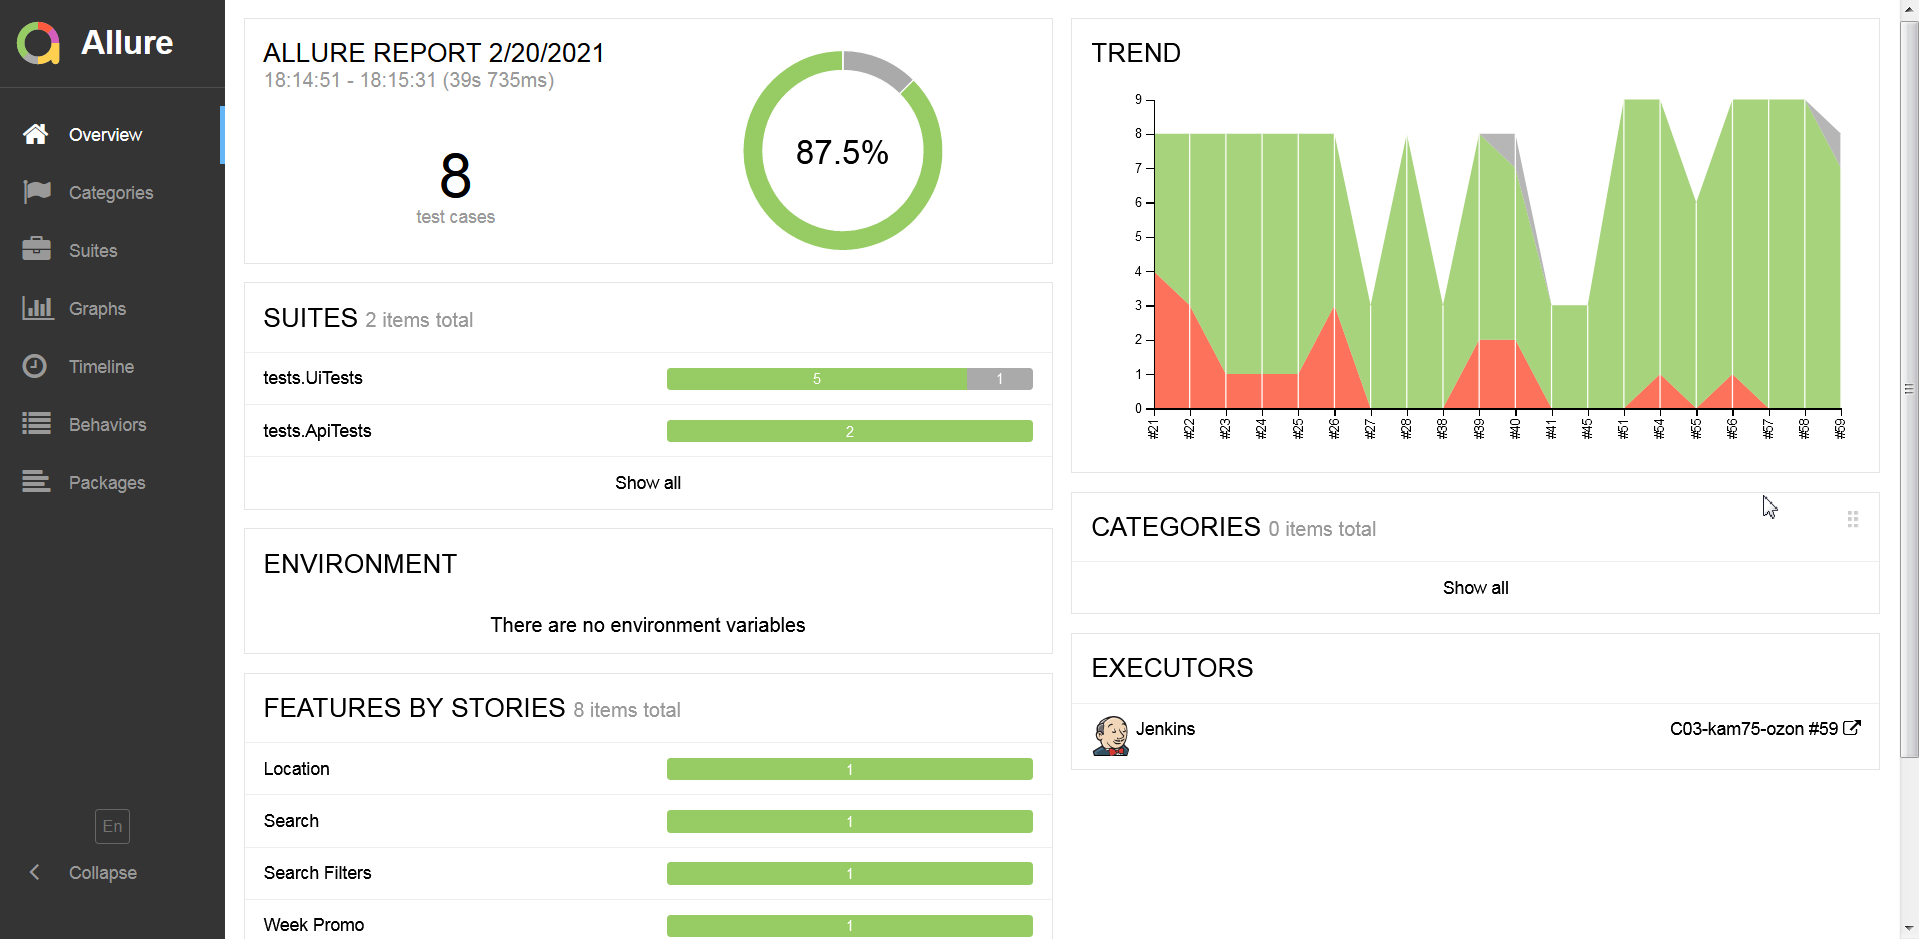 Allure
Overview
Categories
Suites
Graphs
Timeline
Behaviors
Packages
En
Collapse
ALLURE REPORT 2/20/2021
18:14:51 - 18:15:31 (39s 735ms)
8
test cases
87.5%
SUITES 2 items total
tests.UiTests 5 1
tests.ApiTests 2
Show all
ENVIRONMENT
There are no environment variables
FEATURES BY STORIES 8 items total
Location 1
Search 1
Search Filters 1
Week Promo 1
TREND
9
8
7
6
5
4
3
2
1
0
#21 #22 #23 #24 #25 #26 #27 #28 #38 #39 #40 #41 #45 #51 #54 #55 #56 #57 #58 #59
CATEGORIES 0 items total
Show all
EXECUTORS
Jenkins C03-kam75-ozon #59